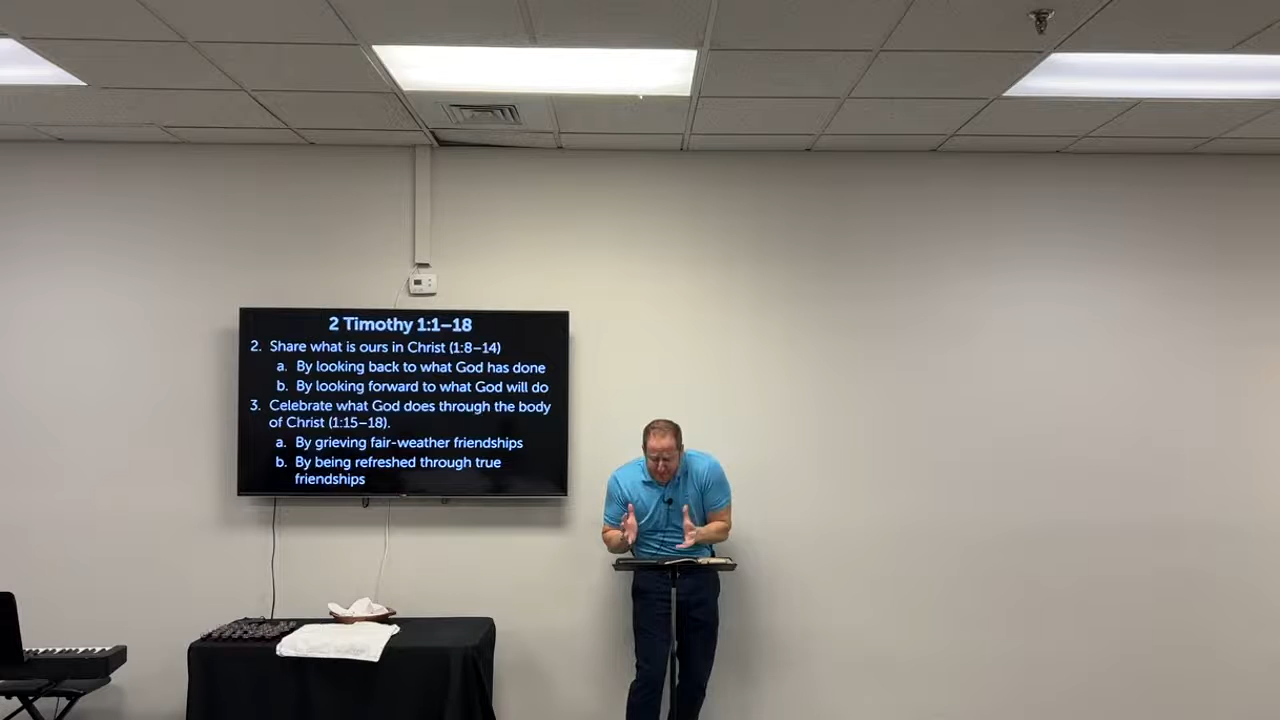 2 Timothy 1:1–18
2. Share what is ours in Christ (1:8–14)
a. By looking back to what God has done
b. By looking forward to what God will do
3. Celebrate what God does through the body
of Christ (1:15–18).
a. By grieving fair-weather friendships
b. By being refreshed through true
friendships